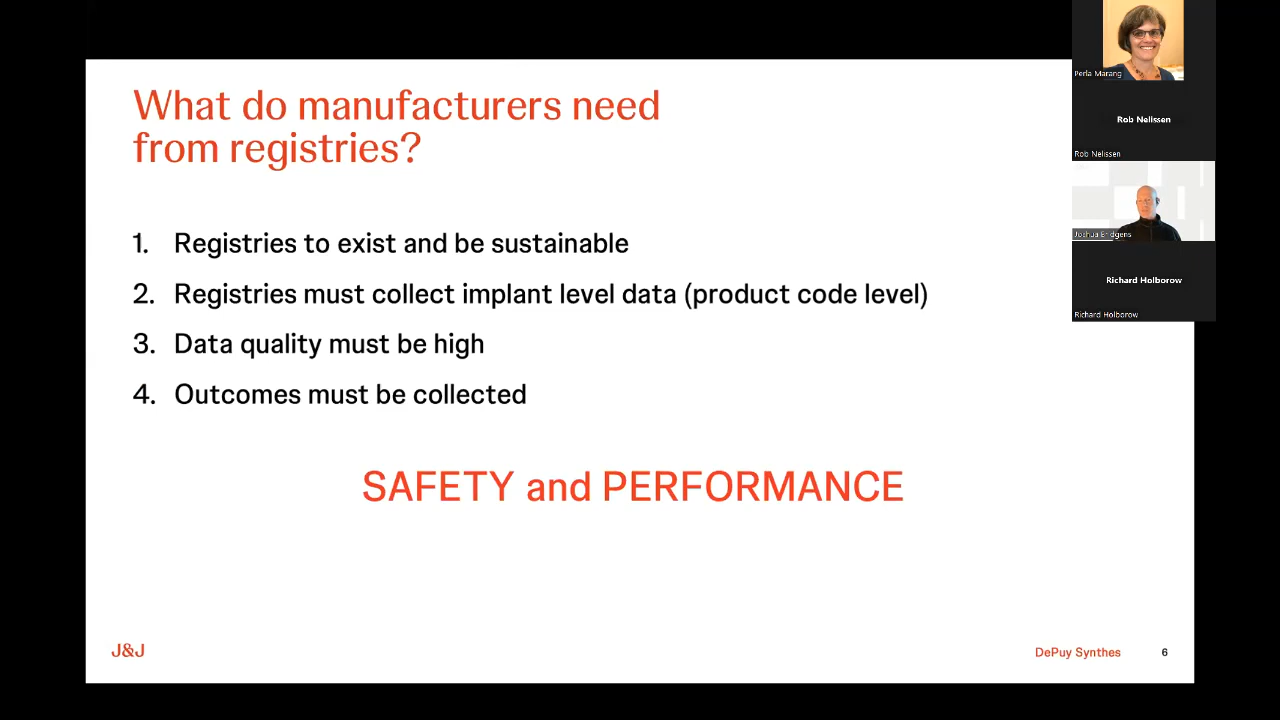 What do manufacturers need
from registries?
1. Registries to exist and be sustainable
2. Registries must collect implant level data (product code level)
3. Data quality must be high
4. Outcomes must be collected
SAFETY and PERFORMANCE
J&J
DePuy Synthes
6
Perla Marang
Rob Nelissen
Rob Nelissen
Joshua Bridgens
Richard Holborow
Richard Holborow